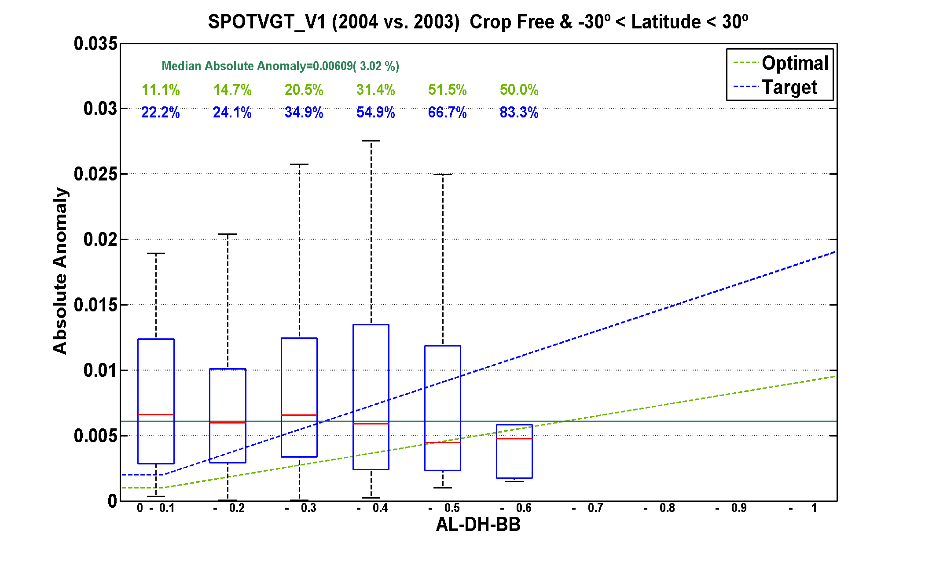 SPOTVGT_V1 (2004 vs. 2003)  Crop Free & -30º < Latitude < 30º
0.035
Median Absolute Anomaly=0.00609( 3.02 %)
Optimal
Target
11.1% 14.7% 20.5% 31.4% 51.5% 50.0%
0.03
22.2% 24.1% 34.9% 54.9% 66.7% 83.3%
0.025
0.02
0.015
0.01
0.005
0
Absolute Anomaly
0 - 0.1 - 0.2 - 0.3 - 0.4 - 0.5 - 0.6 - 0.7 - 0.8 - 0.9 - 1
AL-DH-BB